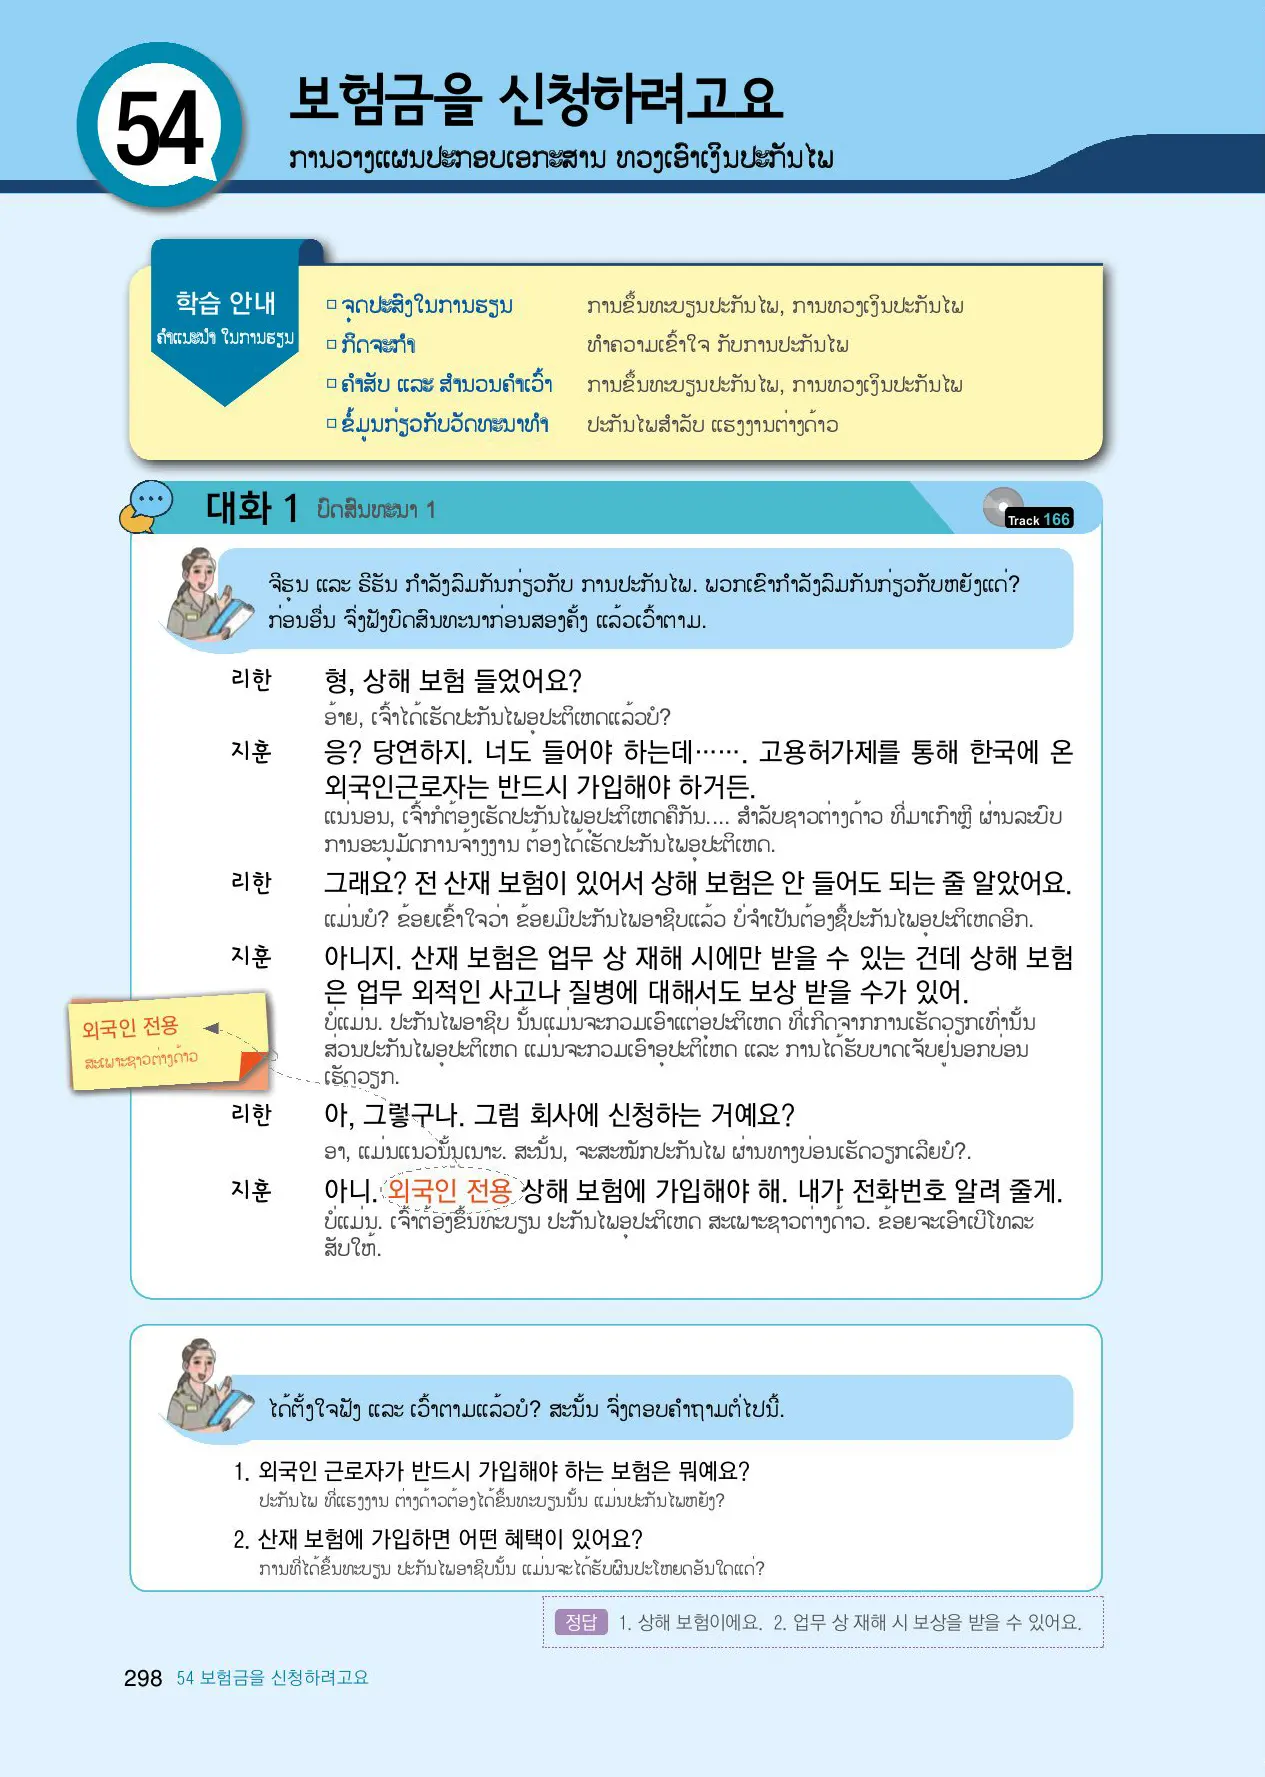 54
보험금을 신청하려고요
ການວາງແຜນປະກອບເອກະສານ ທວງເອົາເງິນປະກັນໄພ
학습 안내
ຄຳແນະນຳ ໃນການຮຽນ
□ ຈຸດປະສົງໃນການຮຽນ ການຂຶ້ນທະບຽນປະກັນໄພ, ການທວງເງິນປະກັນໄພ
□ ກິດຈະກຳ ທຳຄວາມເຂົ້າໃຈ ກັບການປະກັນໄພ
□ ຄຳສັບ ແລະ ສຳນວນຄຳເວົ້າ ການຂຶ້ນທະບຽນປະກັນໄພ, ການທວງເງິນປະກັນໄພ
□ ຂໍ້ມູນກ່ຽວກັບວັດທະນາທຳ ປະກັນໄພສຳລັບ ແຮງງານຕ່າງດ້າວ
대화 1 ບົດສົນທະນາ 1
Track 166
ຈີຮຸນ ແລະ ຣີຮັນ ກຳລັງລົມກັນກ່ຽວກັບ ການປະກັນໄພ. ພວກເຂົາກຳລັງລົມກັນກ່ຽວກັບຫຍັງແດ່?
ກ່ອນອື່ນ ຈົ່ງຟັງບົດສົນທະນາກ່ອນສອງຄັ້ງ ແລ້ວເວົ້າຕາມ.
리한 형, 상해 보험 들었어요?
ອ້າຍ, ເຈົ້າໄດ້ເຮັດປະກັນໄພອຸປະຕິເຫດແລ້ວບໍ?
지훈 응? 당연하지. 너도 들어야 하는데……. 고용허가제를 통해 한국에 온
외국인근로자는 반드시 가입해야 하거든.
ແນ່ນອນ, ເຈົ້າກໍຕ້ອງເຮັດປະກັນໄພອຸປະຕິເຫດຄືກັນ.... ສຳລັບຊາວຕ່າງດ້າວ ທີ່ມາເກົາຫຼີ ຜ່ານລະບົບ
ການອະນຸມັດການຈ້າງງານ ຕ້ອງໄດ້ເຮັດປະກັນໄພອຸປະຕິເຫດ.
리한 그래요? 전 산재 보험이 있어서 상해 보험은 안 들어도 되는 줄 알았어요.
ແມ່ນບໍ? ຂ້ອຍເຂົ້າໃຈວ່າ ຂ້ອຍມີປະກັນໄພອາຊີບແລ້ວ ບໍ່ຈຳເປັນຕ້ອງຊື້ປະກັນໄພອຸປະຕິເຫດອີກ.
지훈 아니지. 산재 보험은 업무 상 재해 시에만 받을 수 있는 건데 상해 보험
은 업무 외적인 사고나 질병에 대해서도 보상 받을 수가 있어.
ບໍ່ແມ່ນ. ປະກັນໄພອາຊີບ ນັ້ນແມ່ນຈະກວມເອົາແຕ່ອຸປະຕິເຫດ ທີ່ເກີດຈາກການເຮັດວຽກເທົ່ານັ້ນ
ສ່ວນປະກັນໄພອຸປະຕິເຫດ ແມ່ນຈະກວມເອົາອຸປະຕິເຫດ ແລະ ການໄດ້ຮັບບາດເຈັບຢູ່ນອກບ່ອນ
ເຮັດວຽກ.
외국인 전용
ສະເພາະຊາວຕ່າງດ້າວ
리한 아, 그렇구나. 그럼 회사에 신청하는 거예요?
ອາ, ແມ່ນແນວນັ້ນເນາະ. ສະນັ້ນ, ຈະສະໝັກປະກັນໄພ ຜ່ານທາງບ່ອນເຮັດວຽກເລີຍບໍ?.
지훈 아니. 외국인 전용 상해 보험에 가입해야 해. 내가 전화번호 알려 줄게.
ບໍ່ແມ່ນ. ເຈົ້າຕ້ອງຂຶ້ນທະບຽນ ປະກັນໄພອຸປະຕິເຫດ ສະເພາະຊາວຕ່າງດ້າວ. ຂ້ອຍຈະເອົາເບີໂທລະ
ສັບໃຫ້.
ໄດ້ຕັ້ງໃຈຟັງ ແລະ ເວົ້າຕາມແລ້ວບໍ? ສະນັ້ນ ຈົ່ງຕອບຄຳຖາມຕໍ່ໄປນີ້.
1. 외국인 근로자가 반드시 가입해야 하는 보험은 뭐예요?
ປະກັນໄພ ທີ່ແຮງງານ ຕ່າງດ້າວຕ້ອງໄດ້ຂຶ້ນທະບຽນນັ້ນ ແມ່ນປະກັນໄພຫຍັງ?
2. 산재 보험에 가입하면 어떤 혜택이 있어요?
ການທີ່ໄດ້ຂຶ້ນທະບຽນ ປະກັນໄພອາຊີບນັ້ນ ແມ່ນຈະໄດ້ຮັບຜົນປະໂຫຍດອັນໃດແດ່?
정답 1. 상해 보험이에요. 2. 업무 상 재해 시 보상을 받을 수 있어요.
298 54 보험금을 신청하려고요